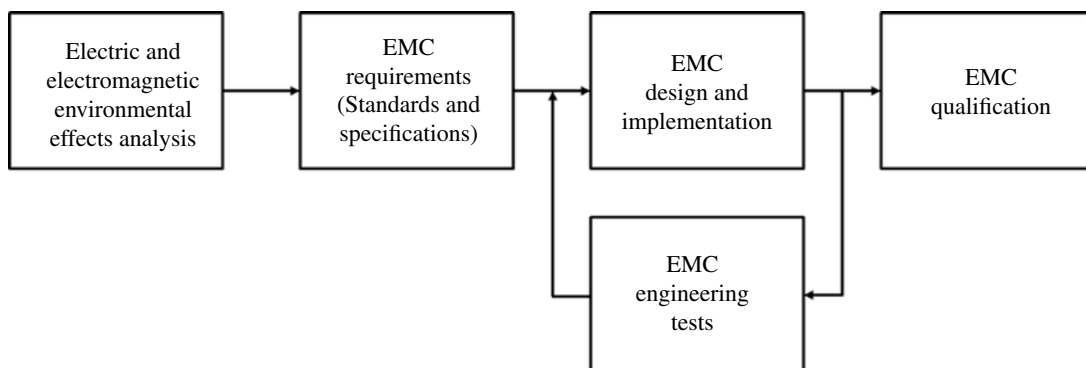 Electric and
electromagnetic
environmental
effects analysis
EMC
requirements
(Standards and
specifications)
EMC
design and
implementation
EMC
qualification
EMC
engineering
tests